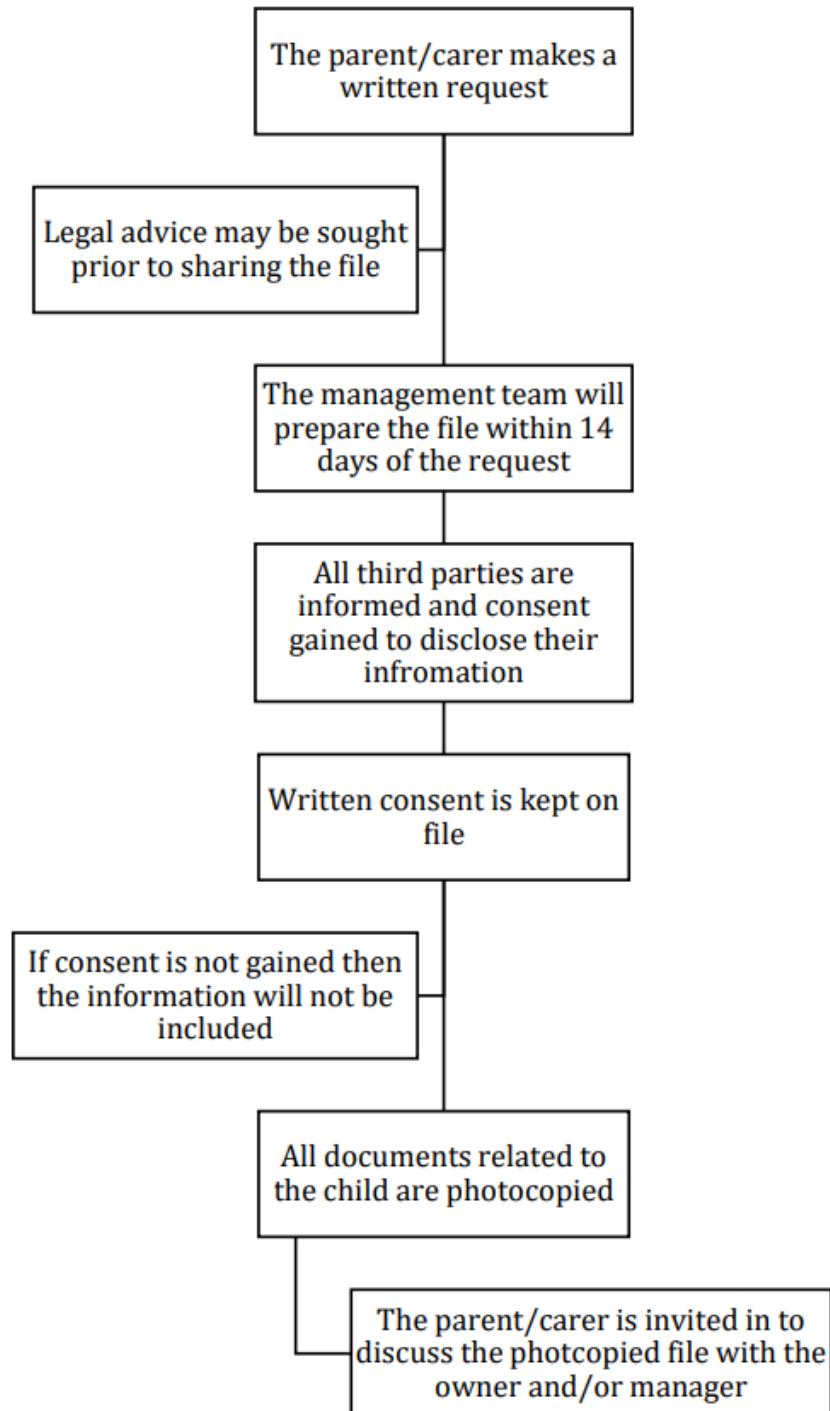 The parent/carer makes a
written request
Legal advice may be sought
prior to sharing the file
The management team will
prepare the file within 14
days of the request
All third parties are
informed and consent
gained to disclose their
infromation
Written consent is kept on
file
If consent is not gained then
the information will not be
included
All documents related to
the child are photocopied
The parent/carer is invited in to
discuss the photcopied file with the
owner and/or manager